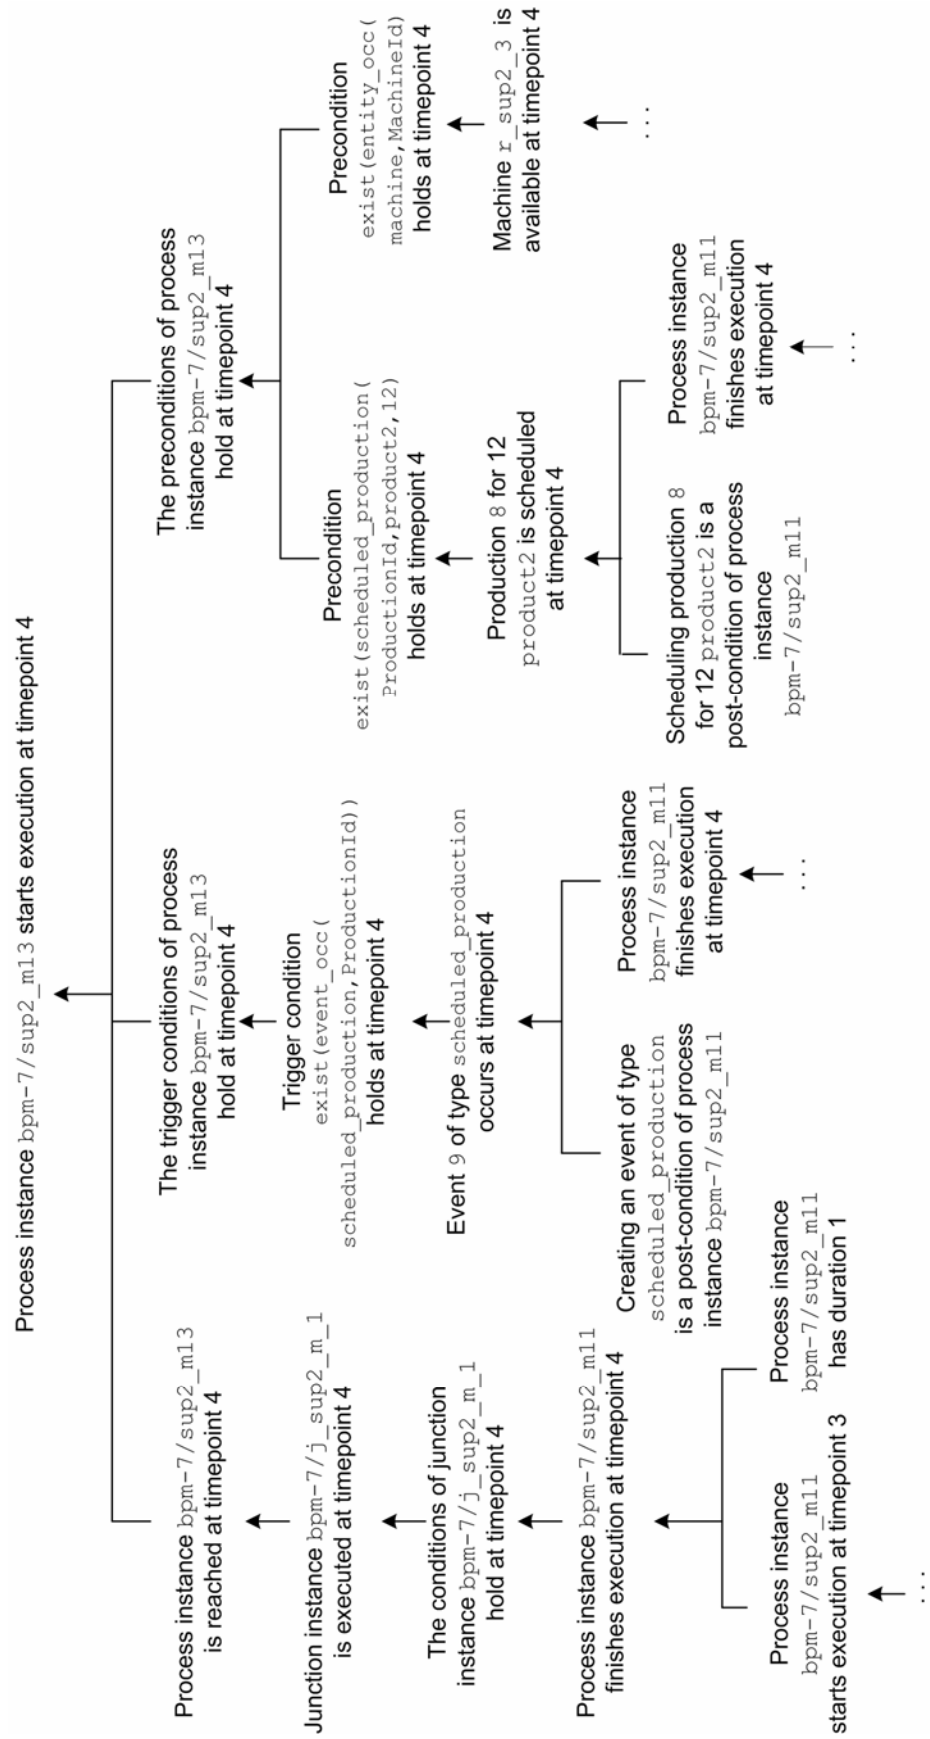 Process instance bpm-7/sup2_m13 starts execution at timepoint 4
Process instance bpm-7/sup2_m13
is reached at timepoint 4
Junction instance bpm-7/j_sup2_m_1
is executed at timepoint 4
The conditions of junction
instance bpm-7/j_sup2_m_1
hold at timepoint 4
Process instance bpm-7/sup2_m11
finishes execution at timepoint 4
Process instance
bpm-7/sup2_m11
starts execution at timepoint 3
...
Process instance
bpm-7/sup2_m11
has duration 1
The trigger conditions of process
instance bpm-7/sup2_m13
hold at timepoint 4
Trigger condition
exist(event_occ(
scheduled_production,ProductionId))
holds at timepoint 4
Event 9 of type scheduled_production
occurs at timepoint 4
Creating an event of type
scheduled_production
is a post-condition of process
instance bpm-7/sup2_m11
Process instance
bpm-7/sup2_m11
finishes execution
at timepoint 4
...
The preconditions of process
instance bpm-7/sup2_m13
hold at timepoint 4
Precondition
exist(scheduled_production(
ProductionId,product2,12)
holds at timepoint 4
Production 8 for 12
product2 is scheduled
at timepoint 4
Scheduling production 8
for 12 product2 is a
post-condition of process
instance
bpm-7/sup2_m11
Process instance
bpm-7/sup2_m11
finishes execution
at timepoint 4
...
Precondition
exist(entity_occ(
machine,MachineId)
holds at timepoint 4
Machine r_sup2_3 is
available at timepoint 4
...